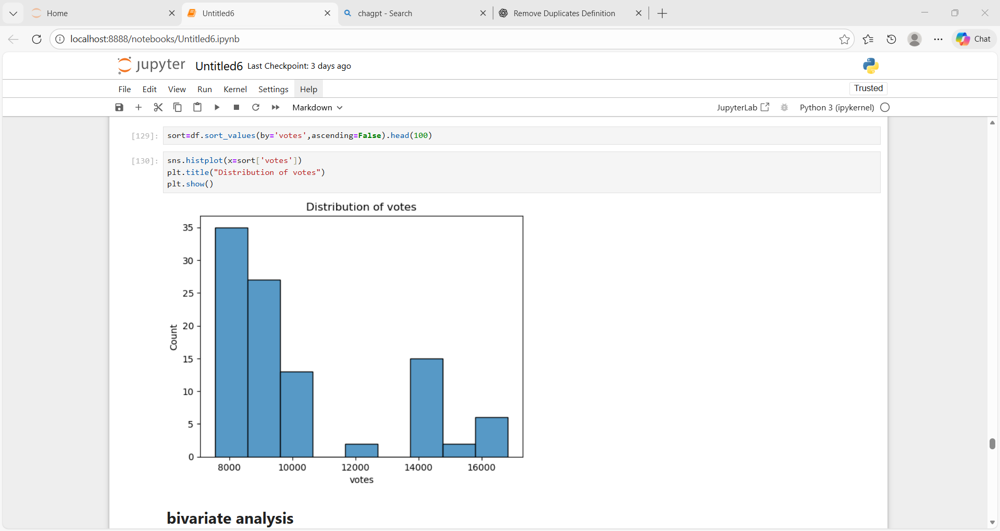 Home
Untitled6
chagpt - Search
Remove Duplicates Definition
localhost:8888/notebooks/Untitled6.ipynb
Chat
jupyter Untitled6 Last Checkpoint: 3 days ago
File Edit View Run Kernel Settings Help
Trusted
Markdown
JupyterLab
Python 3 (ipykernel)
[129]: sort=df.sort_values(by='votes',ascending=False).head(100)
[130]: sns.histplot(x=sort['votes'])
plt.title("Distribution of votes")
plt.show()
Distribution of votes
35
30
25
20
15
10
5
0
Count
8000 10000 12000 14000 16000
votes
bivariate analysis